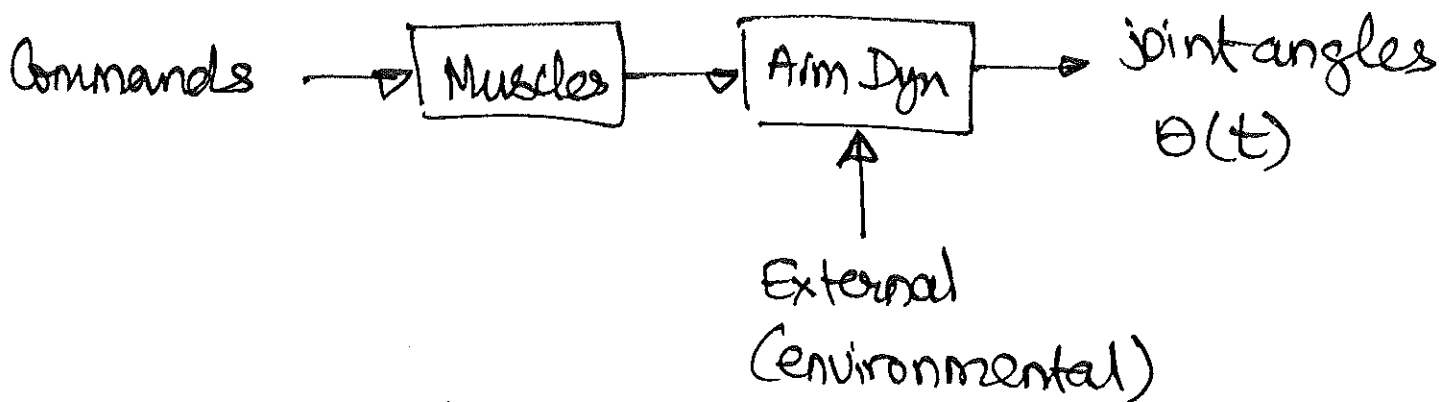 Commands
Muscles
Arm Dyn
joint angles
θ(t)
External
(environmental)